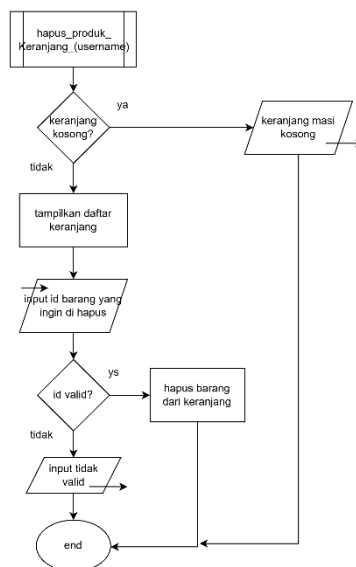 hapus_produk_
Keranjang_(username)
keranjang
kosong?
ya
keranjang masi
kosong
tidak
tampilkan daftar
keranjang
input id barang yang
ingin di hapus
id valid?
ys
hapus barang
dari keranjang
tidak
input tidak
valid
end